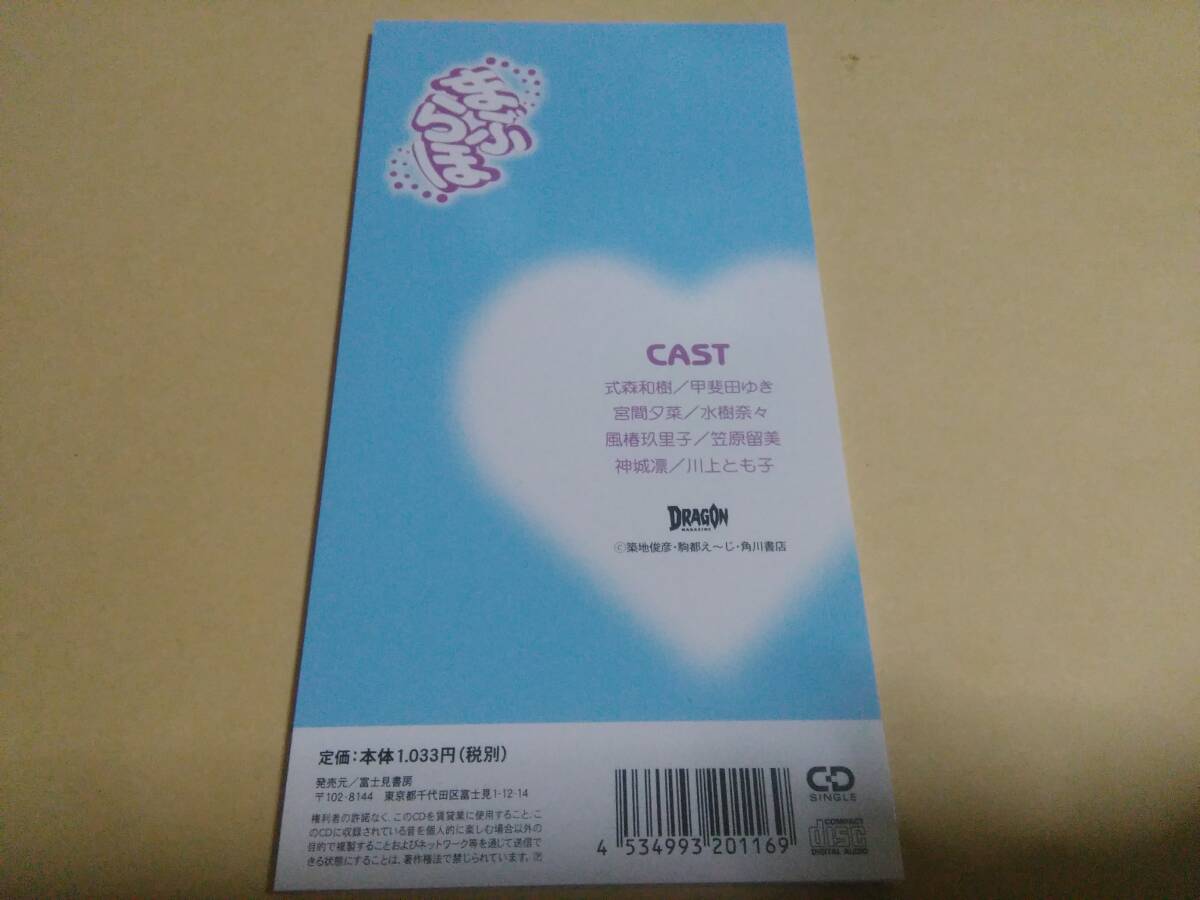 まぶらほ
CAST
式森和樹／甲斐田ゆき
宮間夕菜／水樹奈々
風椿玖里子／笠原留美
神城凛／川上とも子
DRAGON
MAGAZINE
©築地俊彦・駒都え～じ・角川書店
定価：本体1,033円（税別）
発売元／富士見書房
〒102-8144　東京都千代田区富士見1-12-14
権利者の許諾なく、このCDを賃貸業に使用すること、こ
のCDに収録されている音を個人的に楽しむ場合以外の
目的で複製することおよびネットワーク等を通じて送信で
きる状態にすることは、著作権法で禁じられています。
4 534993 201169
CD
SINGLE
COMPACT
disc
DIGITAL AUDIO